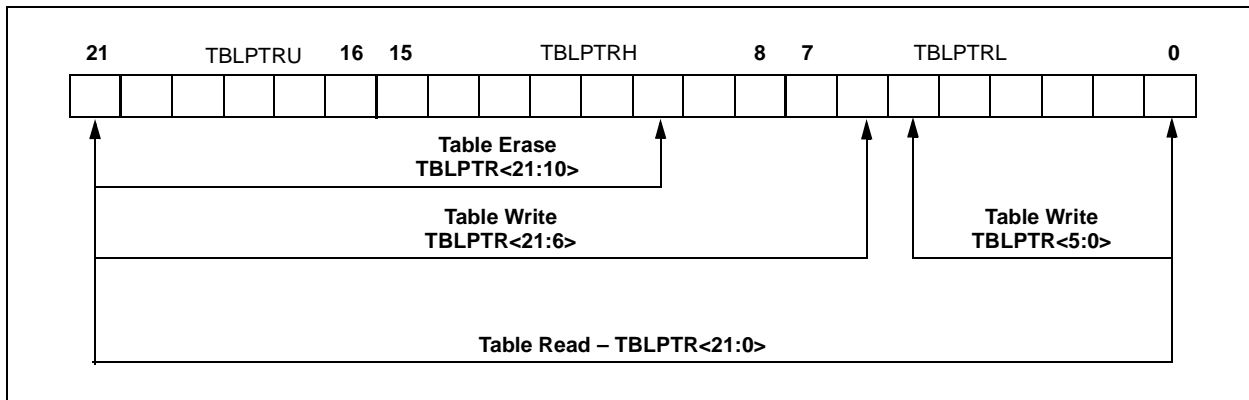 21 TBLPTRU 16 15 TBLPTRH 8 7 TBLPTRL 0
Table Erase
TBLPTR<21:10>
Table Write
TBLPTR<21:6>
Table Write
TBLPTR<5:0>
Table Read – TBLPTR<21:0>